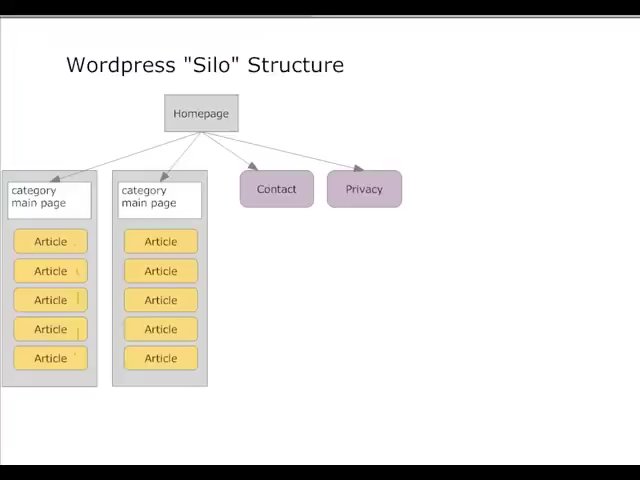 Wordpress "Silo" Structure
Homepage
category
main page
Article
Article
Article
Article
Article
category
main page
Article
Article
Article
Article
Article
Contact
Privacy